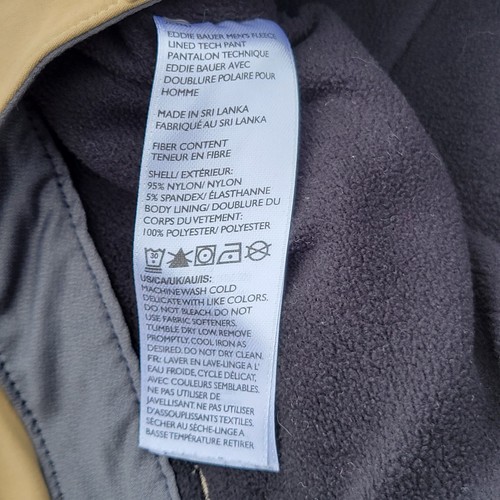 EDDIE BAUER MEN'S FLEECE
LINED TECH PANT
PANTALON TECHNIQUE
EDDIE BAUER AVEC
DOUBLURE POLAIRE POUR
HOMME
MADE IN SRI LANKA
FABRIQUÉ AU SRI LANKA
FIBER CONTENT
TENEUR EN FIBRE
SHELL/ EXTÉRIEUR:
95% NYLON/ NYLON
5% SPANDEX/ ÉLASTHANNE
BODY LINING/ DOUBLURE DU
CORPS DU VETEMENT:
100% POLYESTER/ POLYESTER
30
US/CA/UK/AU/IS:
MACHINE WASH COLD
DELICATE WITH LIKE COLORS.
DO NOT BLEACH. DO NOT
USE FABRIC SOFTENERS.
TUMBLE DRY LOW. REMOVE
PROMPTLY. COOL IRON AS
DESIRED. DO NOT DRY CLEAN.
FR: LAVER EN LAVE-LINGE A L'
EAU FROIDE, CYCLE DÉLICAT,
AVEC COULEURS SEMBLABLES.
NE PAS UTILISER DE
JAVELLISANT. NE PAS UTILISER
D'ASSOUPLISSANTS TEXTILES.
SÉCHER AU SÈCHE-LINGE A
BASSE TEMPÉRATURE RETIRER